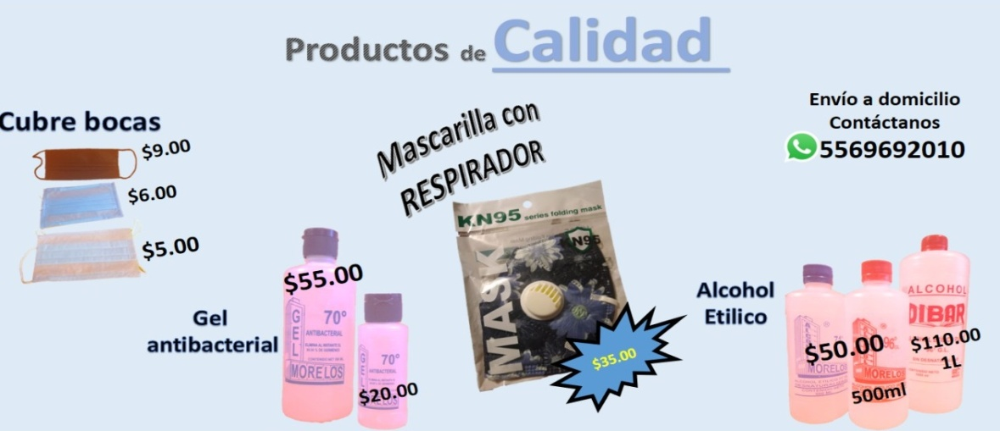 Productos de Calidad
Cubre bocas
$9.00
$6.00
$5.00
Gel
antibacterial
$55.00
GEL
70°
ANTIBACTERIAL
MORELOS
70°
ANTIBACTERIAL
$20.00
Mascarilla con
RESPIRADOR
KN95 series folding mask
N95
MASK
$35.00
Envío a domicilio
Contáctanos
5569692010
Alcohol
Etilico
$50.00
MORELOS
96°
MORELOS
500ml
ALCOHOL
DIBAR
$110.00
1L